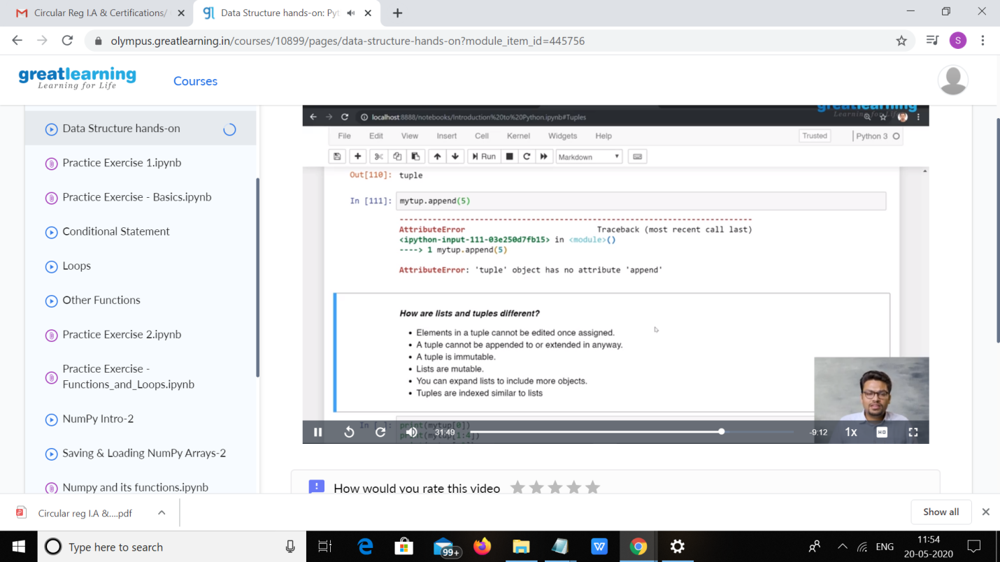 Circular Reg I.A & Certifications/
Data Structure hands-on: Pyt
olympus.greatlearning.in/courses/10899/pages/data-structure-hands-on?module_item_id=445756
S
greatlearning
Learning for Life
Courses
Data Structure hands-on
Practice Exercise 1.ipynb
Practice Exercise - Basics.ipynb
Conditional Statement
Loops
Other Functions
Practice Exercise 2.ipynb
Practice Exercise -
Functions_and_Loops.ipynb
NumPy Intro-2
Saving & Loading NumPy Arrays-2
Numpy and its functions.ipynb
localhost:8888/notebooks/Introduction%20to%20Python.ipynb#Tuples
greatlearning
Learning for Life
File Edit View Insert Cell Kernel Widgets Help Trusted Python 3
Run Markdown
Out[110]: tuple
In [111]: mytup.append(5)
---------------------------------------------------------------------------
AttributeError Traceback (most recent call last)
<ipython-input-111-03e250d7fb15> in <module>()
----> 1 mytup.append(5)
AttributeError: 'tuple' object has no attribute 'append'
How are lists and tuples different?
• Elements in a tuple cannot be edited once assigned.
• A tuple cannot be appended to or extended in anyway.
• A tuple is immutable.
• Lists are mutable.
• You can expand lists to include more objects.
• Tuples are indexed similar to lists
In [ ]: print(mytup[0])
print(mytup[1:4])
31:49 -9:12 1x HD
How would you rate this video
Circular reg I.A &....pdf
Show all
Type here to search
99+
W
ENG
11:54
20-05-2020